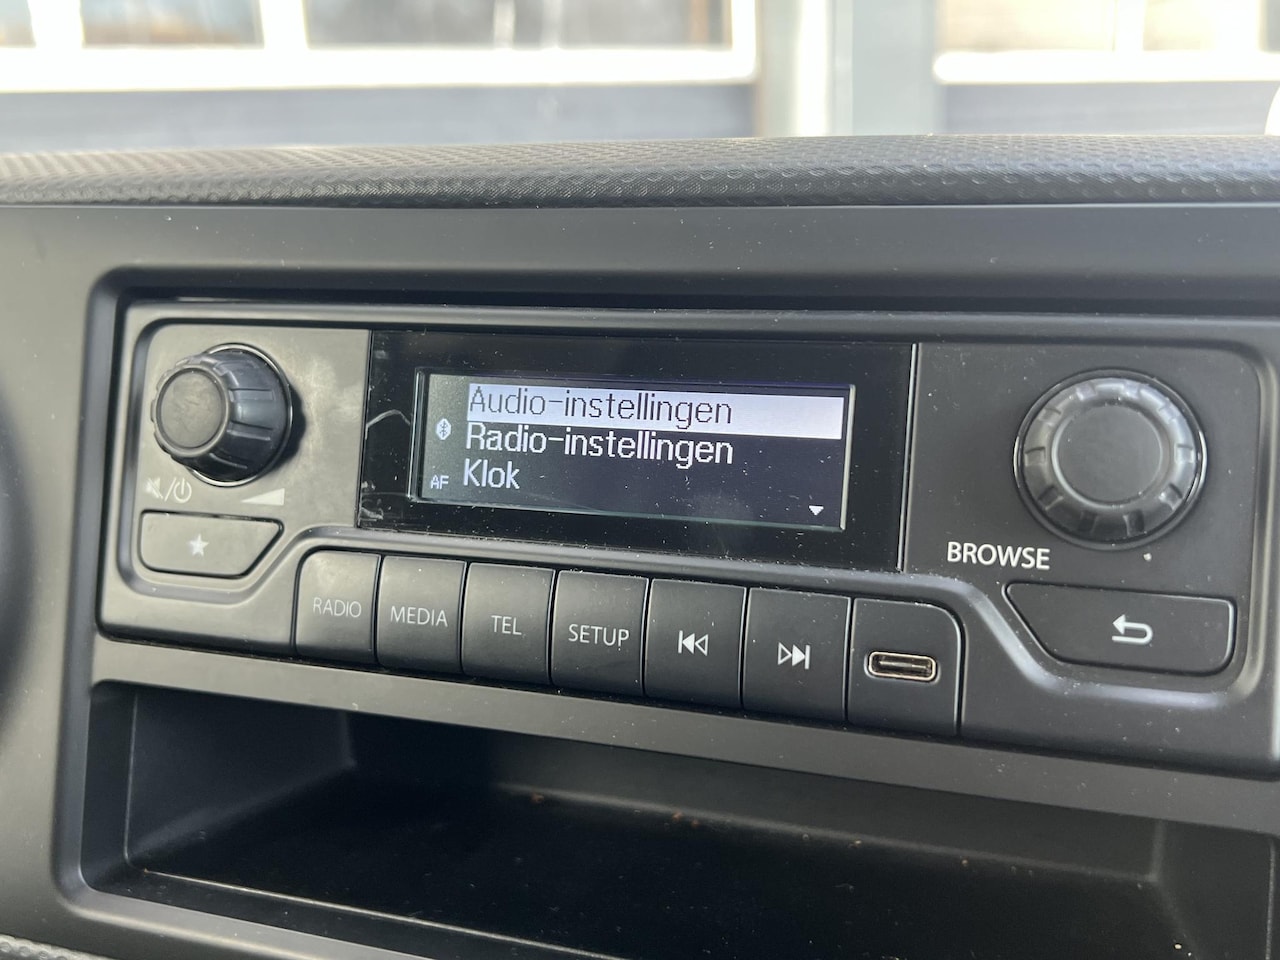 Audio-instellingen
Radio-instellingen
AF Klok
BROWSE
RADIO MEDIA TEL SETUP